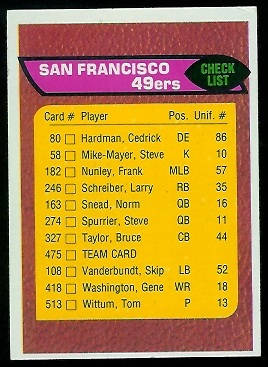 SAN FRANCISCO
49ers
CHECK
LIST
Card # Player Pos. Unif. #
80 Hardman, Cedrick DE 86
58 Mike-Mayer, Steve K 10
182 Nunley, Frank MLB 57
246 Schreiber, Larry RB 35
163 Snead, Norm QB 16
274 Spurrier, Steve QB 11
327 Taylor, Bruce CB 44
475 TEAM CARD
108 Vanderbundt, Skip LB 52
418 Washington, Gene WR 18
513 Wittum, Tom P 13